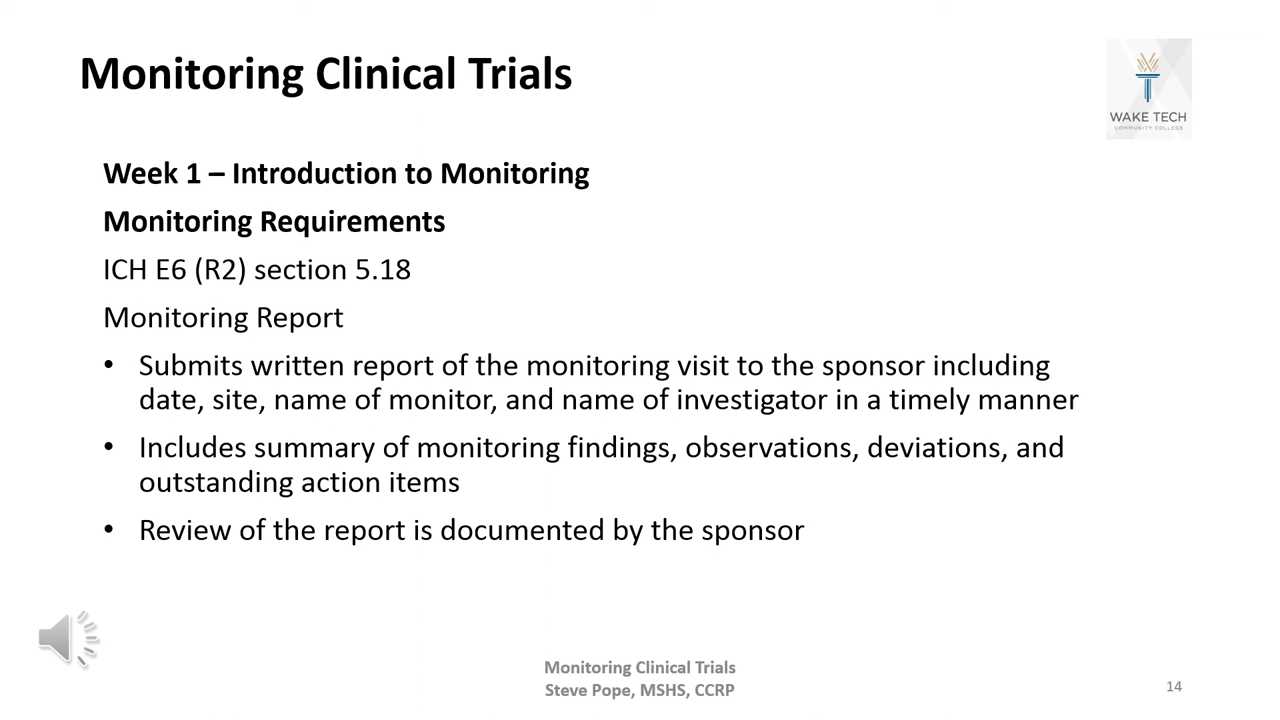 Monitoring Clinical Trials
WAKE TECH
COMMUNITY COLLEGE
Week 1 – Introduction to Monitoring
Monitoring Requirements
ICH E6 (R2) section 5.18
Monitoring Report
• Submits written report of the monitoring visit to the sponsor including
date, site, name of monitor, and name of investigator in a timely manner
• Includes summary of monitoring findings, observations, deviations, and
outstanding action items
• Review of the report is documented by the sponsor
Monitoring Clinical Trials
Steve Pope, MSHS, CCRP
14